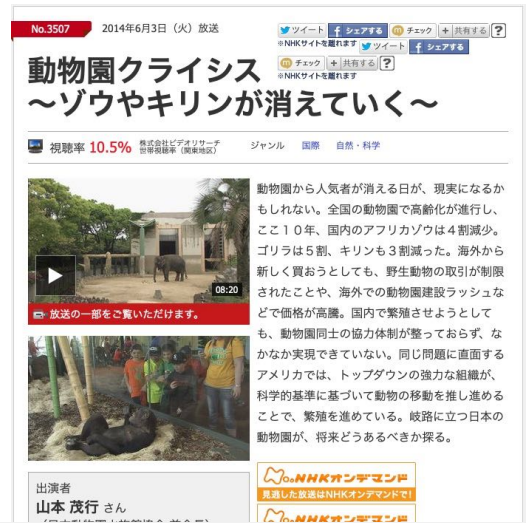 No.3507 2014年6月3日（火）放送
ツイート シェアする チェック 共有する ?
※NHKサイトを離れます ツイート シェアする
チェック 共有する ?
※NHKサイトを離れます
動物園クライシス
～ゾウやキリンが消えていく～
視聴率 10.5% 株式会社ビデオリサーチ
世帯視聴率（関東地区）
ジャンル 国際 自然・科学
08:20
放送の一部をご覧いただけます。
動物園から人気者が消える日が、現実になるか
もしれない。全国の動物園で高齢化が進行し、
ここ１０年、国内のアフリカゾウは４割減少。
ゴリラは５割、キリンも３割減った。海外から
新しく買おうとしても、野生動物の取引が制限
されたことや、海外での動物園建設ラッシュな
どで価格が高騰。国内で繁殖させようとして
も、動物園同士の協力体制が整っておらず、な
かなか実現できていない。同じ問題に直面する
アメリカでは、トップダウンの強力な組織が、
科学的基準に基づいて動物の移動を推し進める
ことで、繁殖を進めている。岐路に立つ日本の
動物園が、将来どうあるべきか探る。
NHKオンデマンド
見逃した放送はNHKオンデマンドで!
NHKオンデマンド
出演者
山本 茂行 さん